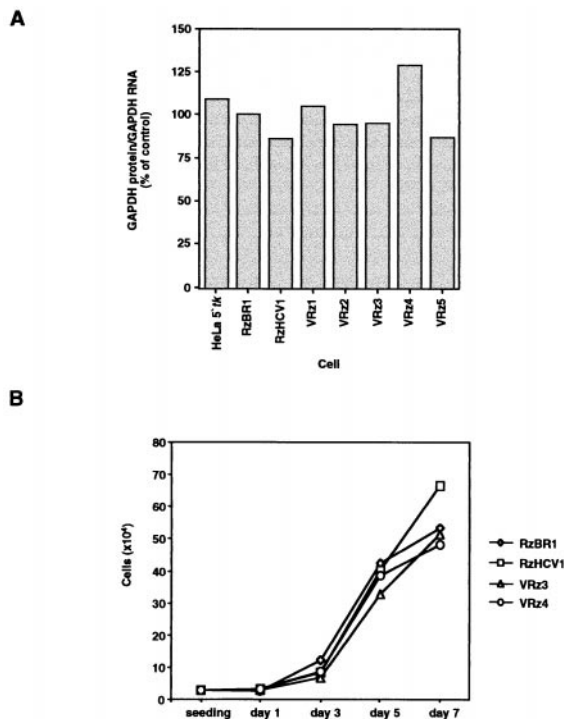 A
GAPDH protein/GAPDH RNA
(% of control)
150
125
100
75
50
25
0
HeLa 5'tk
RzBR1
RzHCV1
VRz1
VRz2
VRz3
VRz4
VRz5
Cell
B
Cells (x10⁴)
80
70
60
50
40
30
20
10
0
seeding
day 1
day 3
day 5
day 7
RzBR1
RzHCV1
VRz3
VRz4